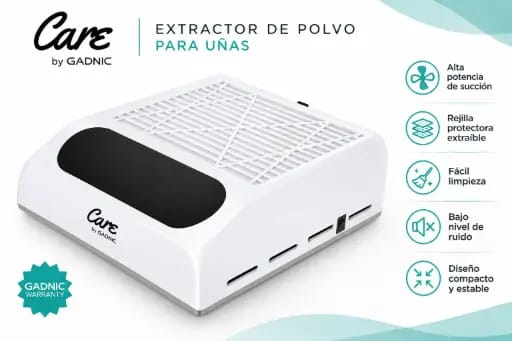 Care
by GADNIC
EXTRACTOR DE POLVO
PARA UÑAS
Alta
potencia
de succión
Rejilla
protectora
extraíble
Fácil
limpieza
Bajo
nivel de
ruido
Diseño
compacto
y estable
Care
by GADNIC
GADNIC
WARRANTY